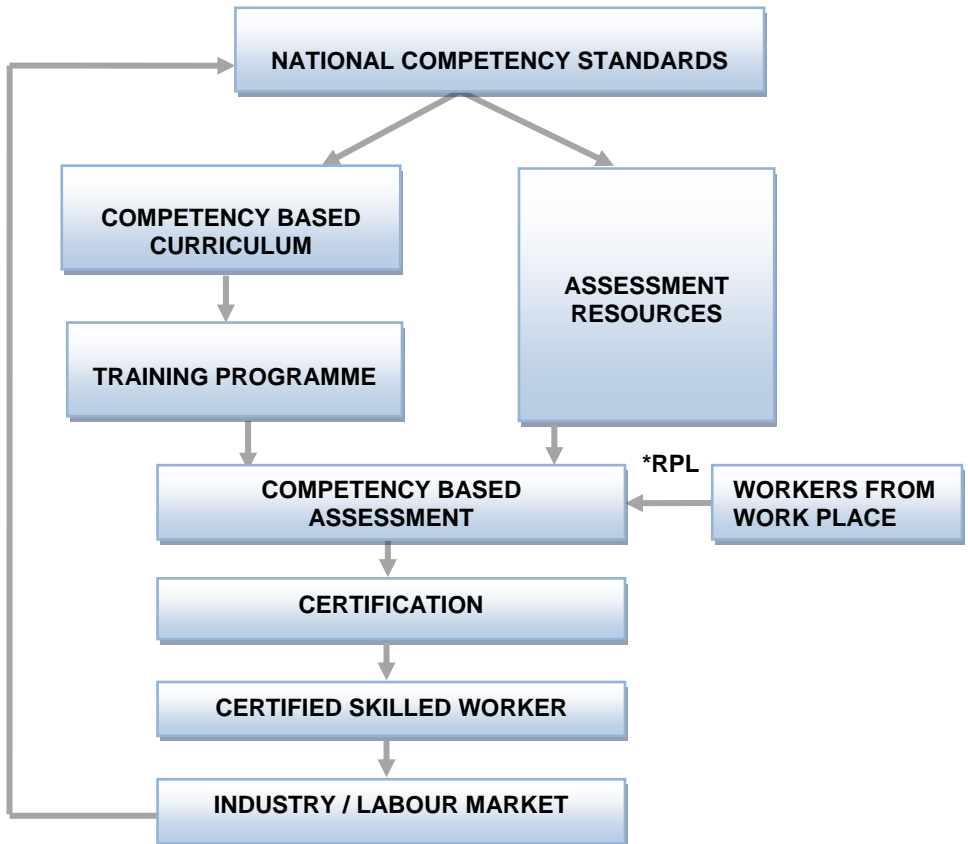 NATIONAL COMPETENCY STANDARDS
COMPETENCY BASED
CURRICULUM
ASSESSMENT
RESOURCES
TRAINING PROGRAMME
*RPL
COMPETENCY BASED
ASSESSMENT
WORKERS FROM
WORK PLACE
CERTIFICATION
CERTIFIED SKILLED WORKER
INDUSTRY / LABOUR MARKET